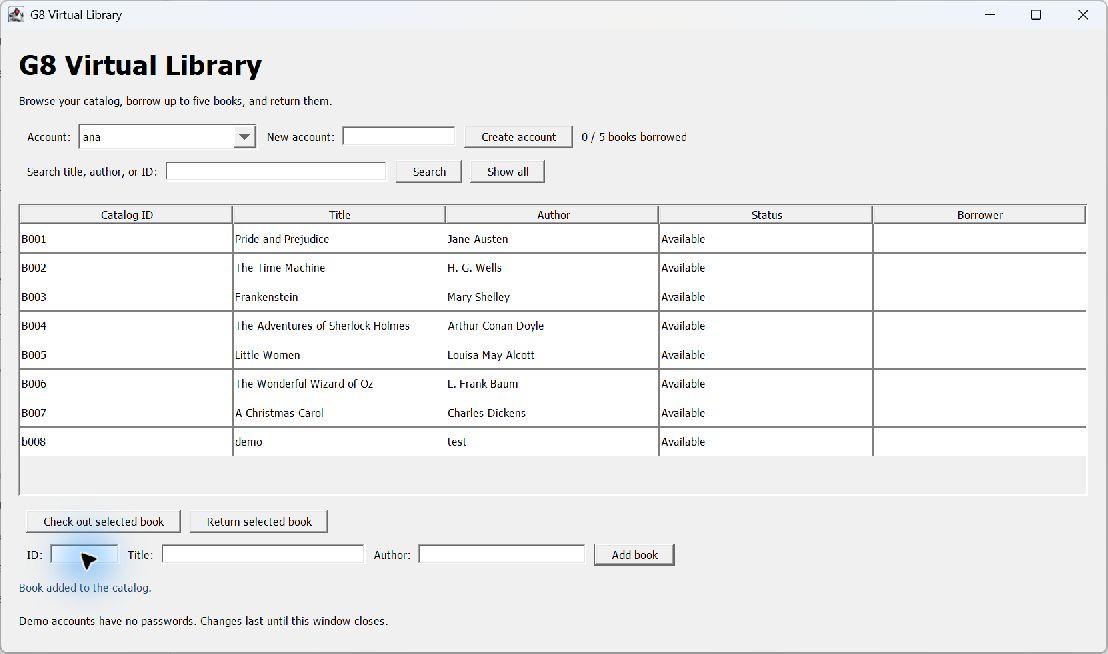 G8 Virtual Library
G8 Virtual Library
Browse your catalog, borrow up to five books, and return them.
Account: ana New account: Create account 0 / 5 books borrowed
Search title, author, or ID: Search Show all
Catalog ID Title Author Status Borrower
B001 Pride and Prejudice Jane Austen Available
B002 The Time Machine H. G. Wells Available
B003 Frankenstein Mary Shelley Available
B004 The Adventures of Sherlock Holmes Arthur Conan Doyle Available
B005 Little Women Louisa May Alcott Available
B006 The Wonderful Wizard of Oz L. Frank Baum Available
B007 A Christmas Carol Charles Dickens Available
b008 demo test Available
Check out selected book Return selected book
ID: Title: Author: Add book
Book added to the catalog.
Demo accounts have no passwords. Changes last until this window closes.